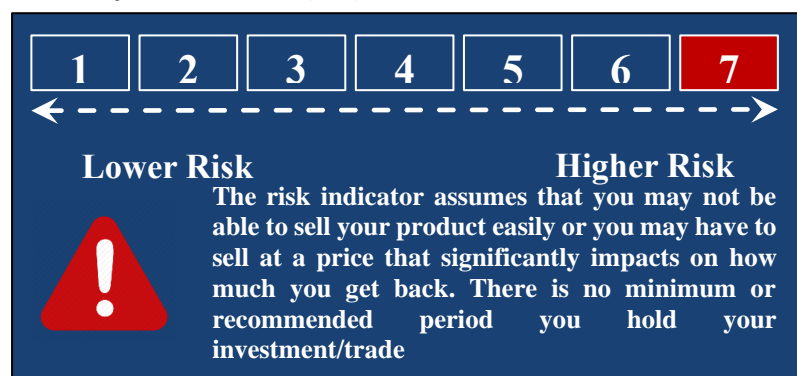 1 2 3 4 5 6 7
Lower Risk Higher Risk
The risk indicator assumes that you may not be
able to sell your product easily or you may have to
sell at a price that significantly impacts on how
much you get back. There is no minimum or
recommended period you hold your
investment/trade